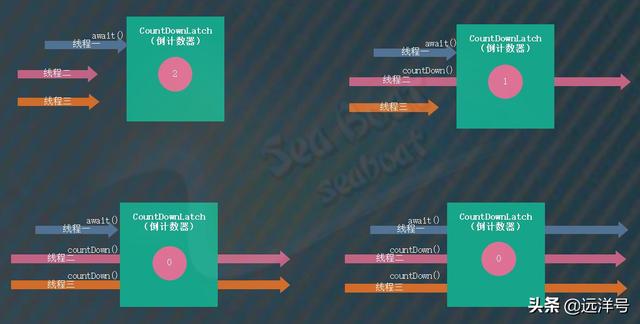 CountDownLatch
（倒计数器）
await()
线程一
线程二
2
线程三
CountDownLatch
（倒计数器）
await()
线程一
countDown()
线程二
1
线程三
Sea Boat
seaboat
CountDownLatch
（倒计数器）
await()
线程一
countDown()
线程二
0
countDown()
线程三
CountDownLatch
（倒计数器）
await()
线程一
countDown()
线程二
0
countDown()
线程三
头条 @远洋号